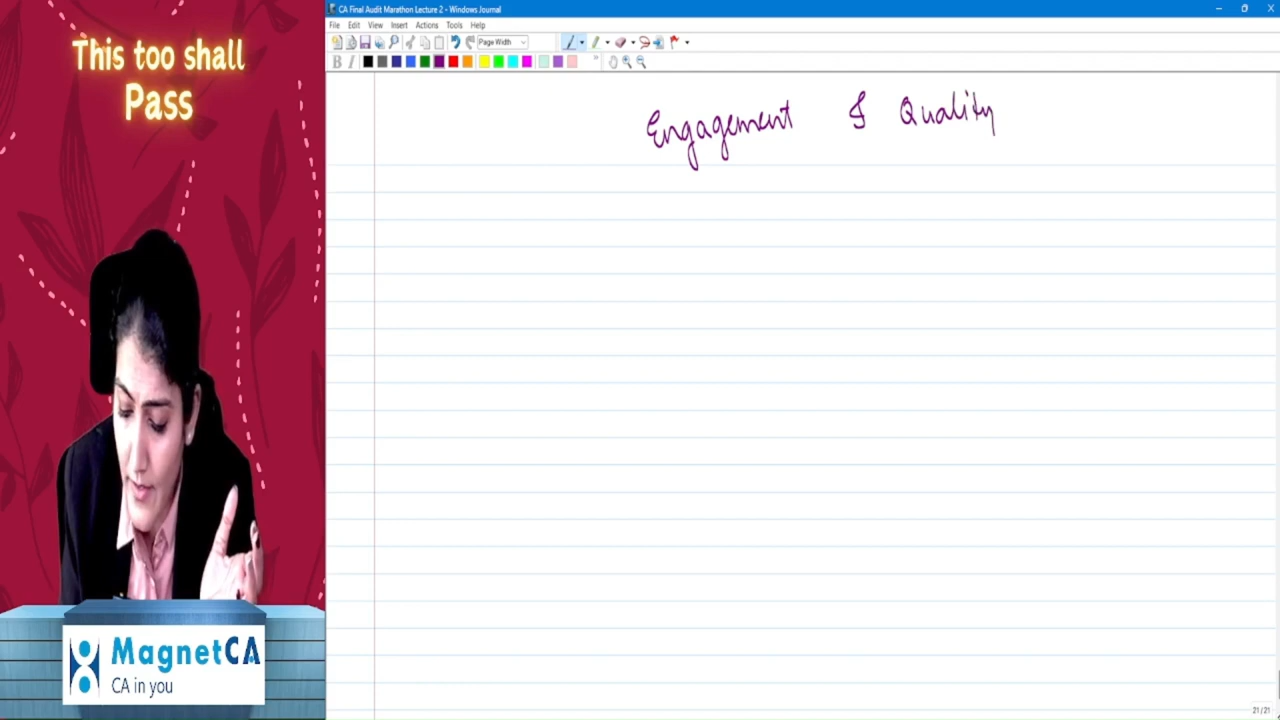 This too shall
Pass
CA Final Audit Marathon Lecture 2 - Windows Journal
File Edit View Insert Actions Tools Help
Page Width
B I
Engagement & Quality
MagnetCA
CA in you
21/21